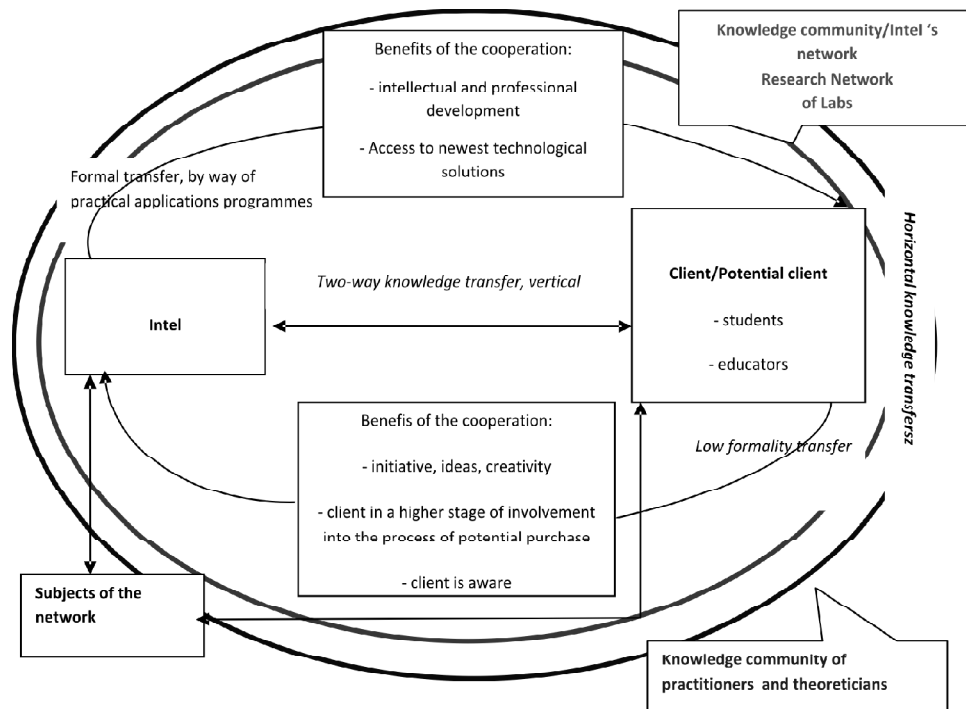 Benefits of the cooperation:
- intellectual and professional
development
- Access to newest technological
solutions
Knowledge community/Intel 's
network
Research Network
of Labs
Formal transfer, by way of
practical applications programmes
Horizontal knowledge transfersz
Client/Potential client
- students
- educators
Two-way knowledge transfer, vertical
Intel
Benefis of the cooperation:
- initiative, ideas, creativity
- client in a higher stage of involvement
into the process of potential purchase
- client is aware
Low formality transfer
Subjects of the
network
Knowledge community of
practitioners and theoreticians